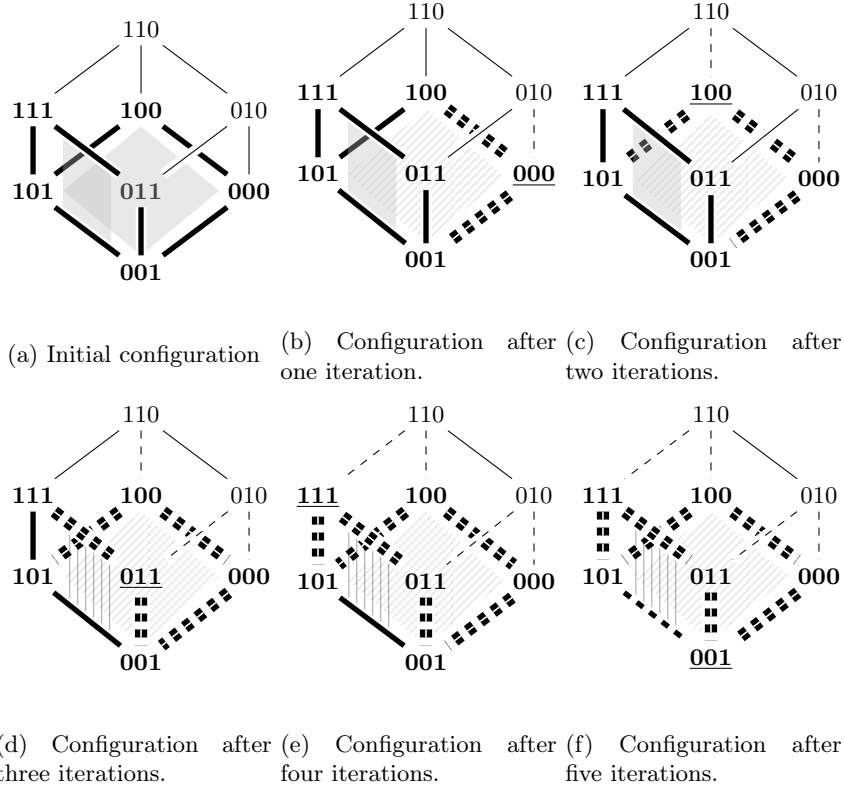 110 110 110
111 100 010 111 100 010 111 100 010
101 011 000 101 011 000 101 011 000
001 001 001
(a) Initial configuration (b) Configuration after (c) Configuration after
one iteration. two iterations.
110 110 110
111 100 010 111 100 010 111 100 010
101 011 000 101 011 000 101 011 000
001 001 001
(d) Configuration after (e) Configuration after (f) Configuration after
three iterations. four iterations. five iterations.